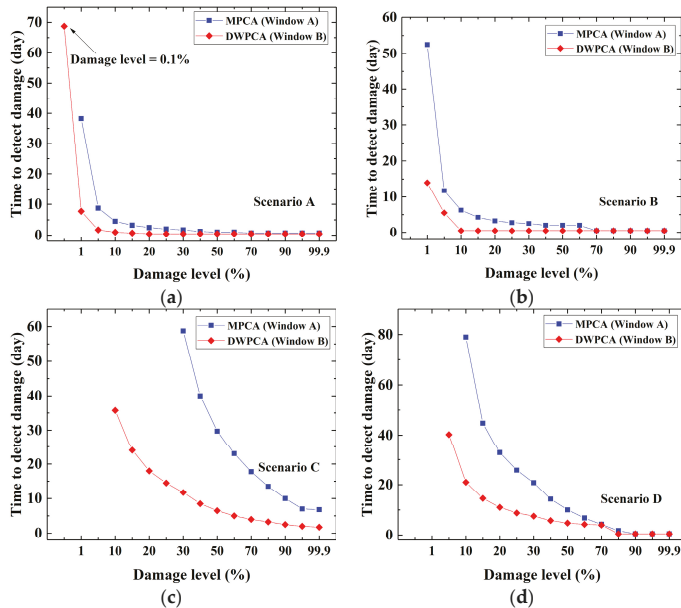 MPCA (Window A)
DWPCA (Window B)
Damage level = 0.1%
Scenario A
Time to detect damage (day)
70
60
50
40
30
20
10
0
1 10 20 30 50 70 90 99.9
Damage level (%)
(a)
MPCA (Window A)
DWPCA (Window B)
Scenario B
Time to detect damage (day)
60
50
40
30
20
10
0
1 10 20 30 50 70 90 99.9
Damage level (%)
(b)
MPCA (Window A)
DWPCA (Window B)
Scenario C
Time to detect damage (day)
60
50
40
30
20
10
0
1 10 20 30 50 70 90 99.9
Damage level (%)
(c)
MPCA (Window A)
DWPCA (Window B)
Scenario D
Time to detect damage (day)
80
60
40
20
0
1 10 20 30 50 70 90 99.9
Damage level (%)
(d)